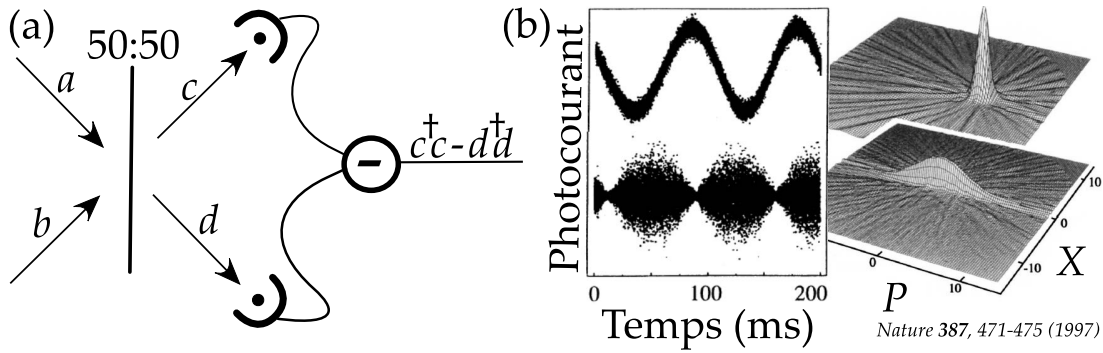 (a)
50:50
a
b
c
d
-
c†c-d†d
(b)
Photocourant
0 100 200
Temps (ms)
10
0
-10
X
0
10
P
Nature 387, 471-475 (1997)